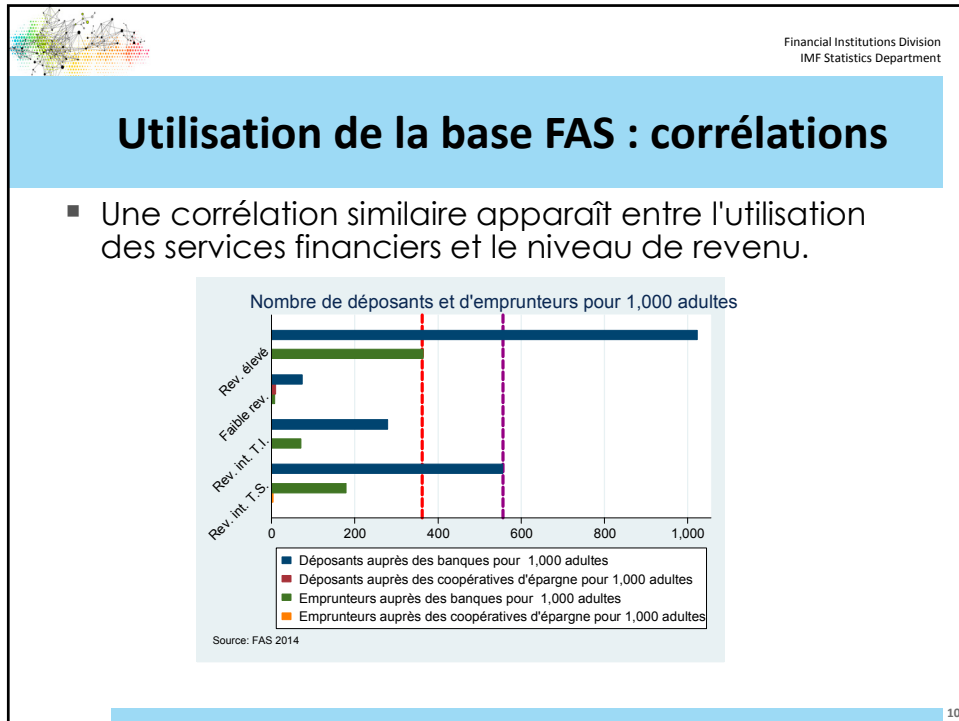 Financial Institutions Division
IMF Statistics Department
Utilisation de la base FAS : corrélations
Une corrélation similaire apparaît entre l'utilisation
des services financiers et le niveau de revenu.
Nombre de déposants et d'emprunteurs pour 1,000 adultes
Rev. élevé
Faible rev.
Rev. int. T.I.
Rev. int. T.S.
0 200 400 600 800 1,000
Déposants auprès des banques pour 1,000 adultes
Déposants auprès des coopératives d'épargne pour 1,000 adultes
Emprunteurs auprès des banques pour 1,000 adultes
Emprunteurs auprès des coopératives d'épargne pour 1,000 adultes
Source: FAS 2014
10